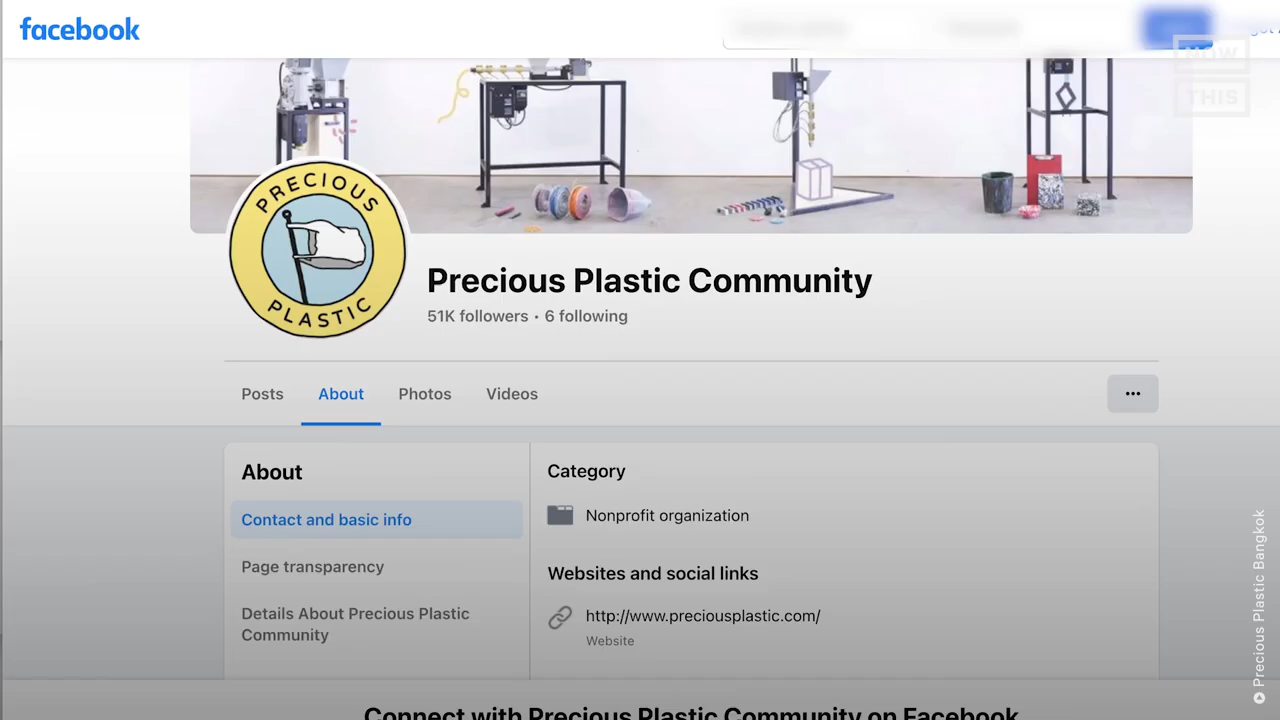 facebook
NOW
THIS
PRECIOUS
PLASTIC
Precious Plastic Community
51K followers • 6 following
Posts
About
Photos
Videos
About
Contact and basic info
Page transparency
Details About Precious Plastic
Community
Category
Nonprofit organization
Websites and social links
http://www.preciousplastic.com/
Website
Precious Plastic Bangkok
Connect with Precious Plastic Community on Facebook